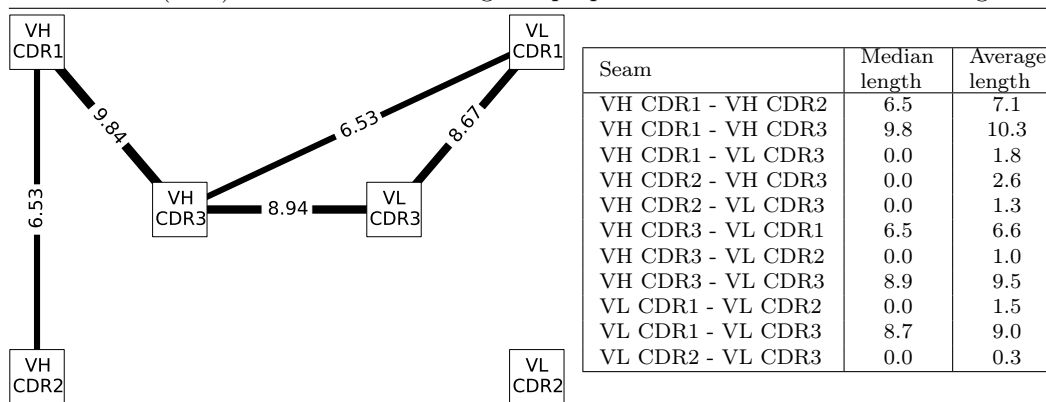 VH
CDR1
VL
CDR1
9.84
6.53
8.67
6.53
VH
CDR3
8.94
VL
CDR3
VH
CDR2
VL
CDR2
Seam Median length Average length
VH CDR1 - VH CDR2 6.5 7.1
VH CDR1 - VH CDR3 9.8 10.3
VH CDR1 - VL CDR3 0.0 1.8
VH CDR2 - VH CDR3 0.0 2.6
VH CDR2 - VL CDR3 0.0 1.3
VH CDR3 - VL CDR1 6.5 6.6
VH CDR3 - VL CDR2 0.0 1.0
VH CDR3 - VL CDR3 8.9 9.5
VL CDR1 - VL CDR2 0.0 1.5
VL CDR1 - VL CDR3 8.7 9.0
VL CDR2 - VL CDR3 0.0 0.3